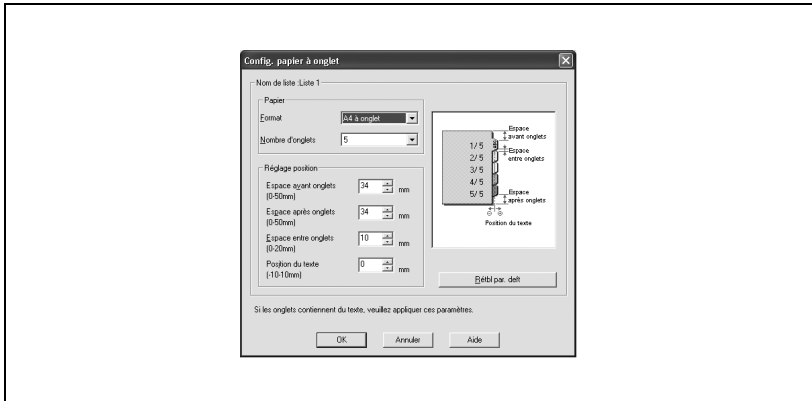 Config. papier à onglet
Nom de liste :Liste 1
Papier
Format
A4 à onglet
Nombre d'onglets
5
Réglage position
Espace avant onglets
(0-50mm)
34
mm
Espace après onglets
(0-50mm)
34
mm
Espace entre onglets
(0-20mm)
10
mm
Position du texte
(-10-10mm)
0
mm
Espace
avant onglets
1/ 5
Espace
entre onglets
2/ 5
3/ 5
4/ 5
5/ 5
Espace
après onglets
Position du texte
Rétbl par. deft
Si les onglets contiennent du texte, veuillez appliquer ces paramètres.
OK
Annuler
Aide